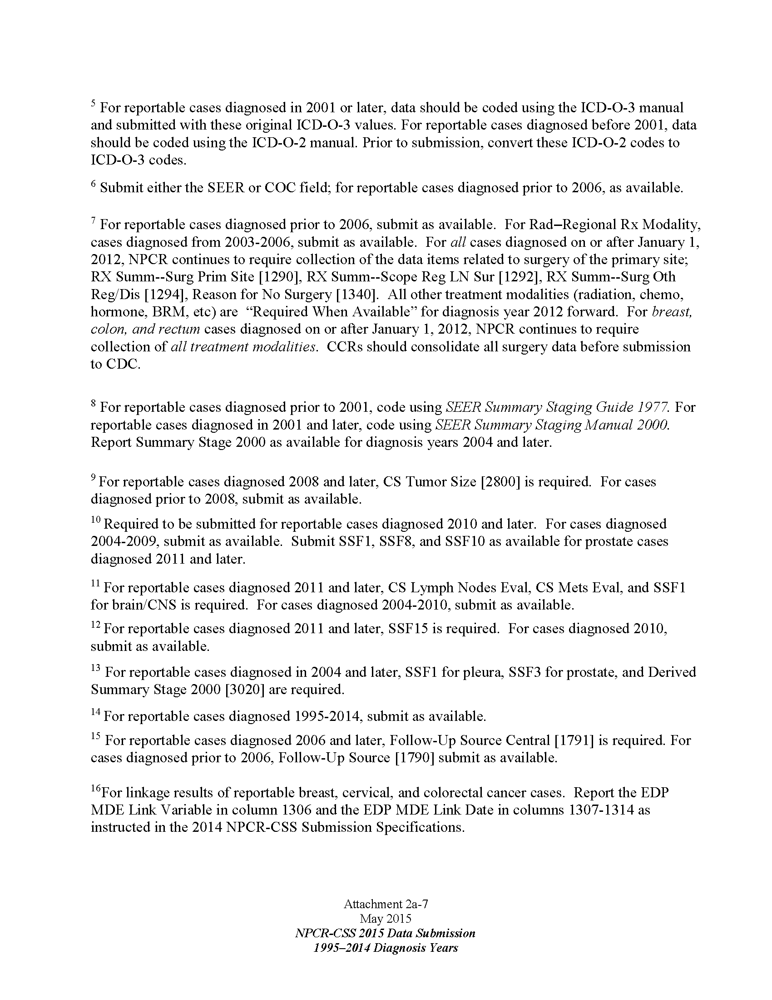 5 For reportable cases diagnosed in 2001 or later, data should be coded using the ICD-O-3 manual
and submitted with these original ICD-O-3 values. For reportable cases diagnosed before 2001, data
should be coded using the ICD-O-2 manual. Prior to submission, convert these ICD-O-2 codes to
ICD-O-3 codes.
6 Submit either the SEER or COC field; for reportable cases diagnosed prior to 2006, as available.
7 For reportable cases diagnosed prior to 2006, submit as available.  For Rad–Regional Rx Modality,
cases diagnosed from 2003-2006, submit as available.  For all cases diagnosed on or after January 1,
2012, NPCR continues to require collection of the data items related to surgery of the primary site;
RX Summ--Surg Prim Site [1290], RX Summ--Scope Reg LN Sur [1292], RX Summ--Surg Oth
Reg/Dis [1294], Reason for No Surgery [1340].  All other treatment modalities (radiation, chemo,
hormone, BRM, etc) are  “Required When Available” for diagnosis year 2012 forward.  For breast,
colon, and rectum cases diagnosed on or after January 1, 2012, NPCR continues to require
collection of all treatment modalities.  CCRs should consolidate all surgery data before submission
to CDC.
8 For reportable cases diagnosed prior to 2001, code using SEER Summary Staging Guide 1977. For
reportable cases diagnosed in 2001 and later, code using SEER Summary Staging Manual 2000.
Report Summary Stage 2000 as available for diagnosis years 2004 and later.
9 For reportable cases diagnosed 2008 and later, CS Tumor Size [2800] is required.  For cases
diagnosed prior to 2008, submit as available.
10 Required to be submitted for reportable cases diagnosed 2010 and later.  For cases diagnosed
2004-2009, submit as available.  Submit SSF1, SSF8, and SSF10 as available for prostate cases
diagnosed 2011 and later.
11 For reportable cases diagnosed 2011 and later, CS Lymph Nodes Eval, CS Mets Eval, and SSF1
for brain/CNS is required.  For cases diagnosed 2004-2010, submit as available.
12 For reportable cases diagnosed 2011 and later, SSF15 is required.  For cases diagnosed 2010,
submit as available.
13 For reportable cases diagnosed in 2004 and later, SSF1 for pleura, SSF3 for prostate, and Derived
Summary Stage 2000 [3020] are required.
14 For reportable cases diagnosed 1995-2014, submit as available.
15 For reportable cases diagnosed 2006 and later, Follow-Up Source Central [1791] is required. For
cases diagnosed prior to 2006, Follow-Up Source [1790] submit as available.
16For linkage results of reportable breast, cervical, and colorectal cancer cases.  Report the EDP
MDE Link Variable in column 1306 and the EDP MDE Link Date in columns 1307-1314 as
instructed in the 2014 NPCR-CSS Submission Specifications.
Attachment 2a-7
May 2015
NPCR-CSS 2015 Data Submission
1995–2014 Diagnosis Years